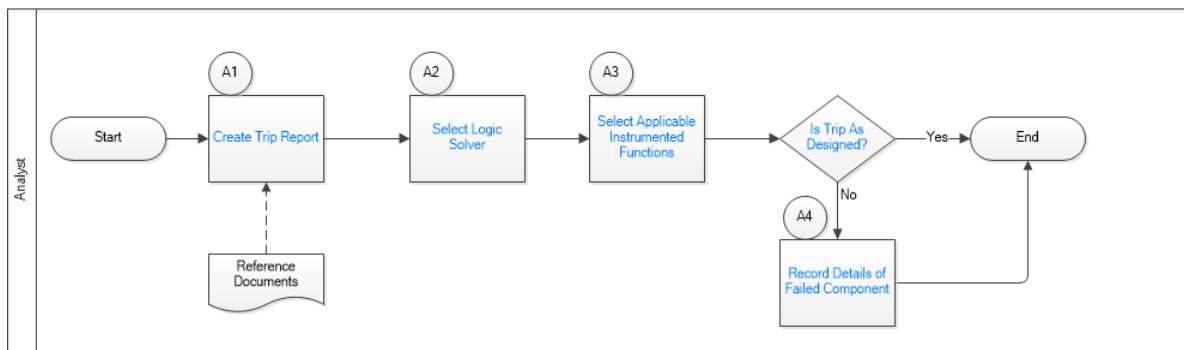 Analyst
Start
A1
Create Trip Report
Reference
Documents
A2
Select Logic
Solver
A3
Select Applicable
Instrumented
Functions
Is Trip As
Designed?
Yes
End
No
A4
Record Details of
Failed Component